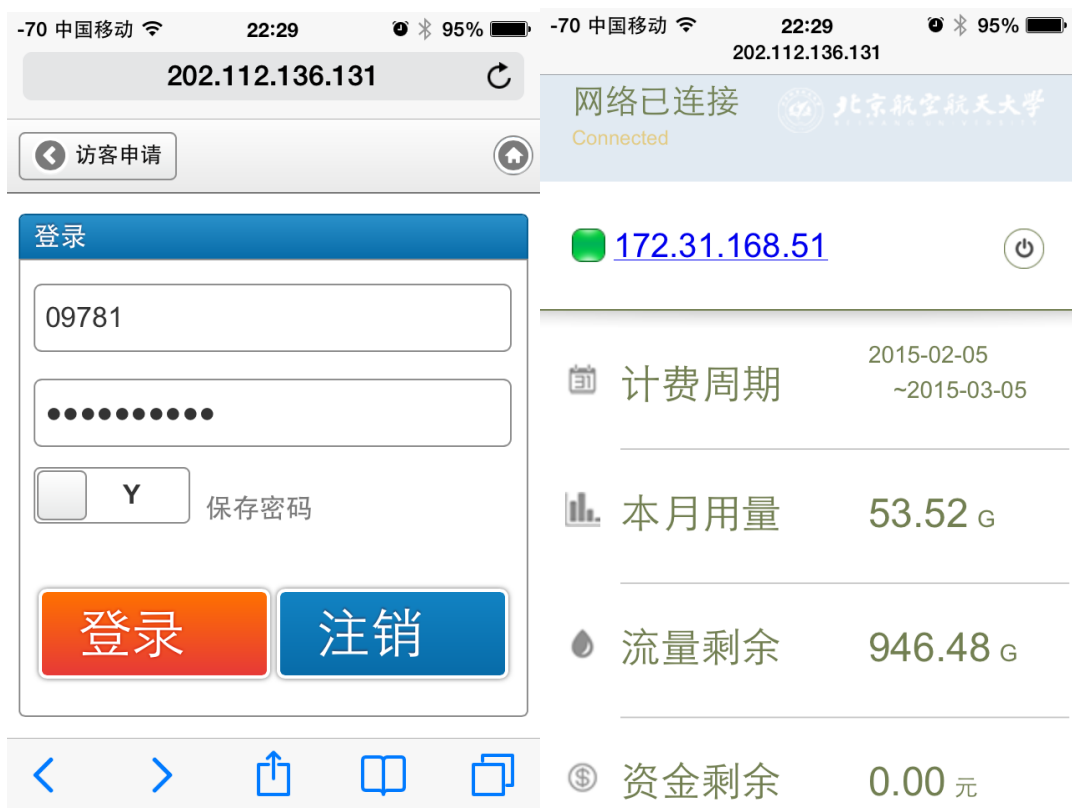 -70 中国移动 22:29 95%
202.112.136.131
访客申请
登录
09781
●●●●●●●●●●
Y 保存密码
登录 注销
-70 中国移动 22:29 95%
202.112.136.131
网络已连接 北京航空航天大學
Connected
172.31.168.51
31 计费周期 2015-02-05
~2015-03-05
本月用量 53.52 G
流量剩余 946.48 G
$ 资金剩余 0.00 元